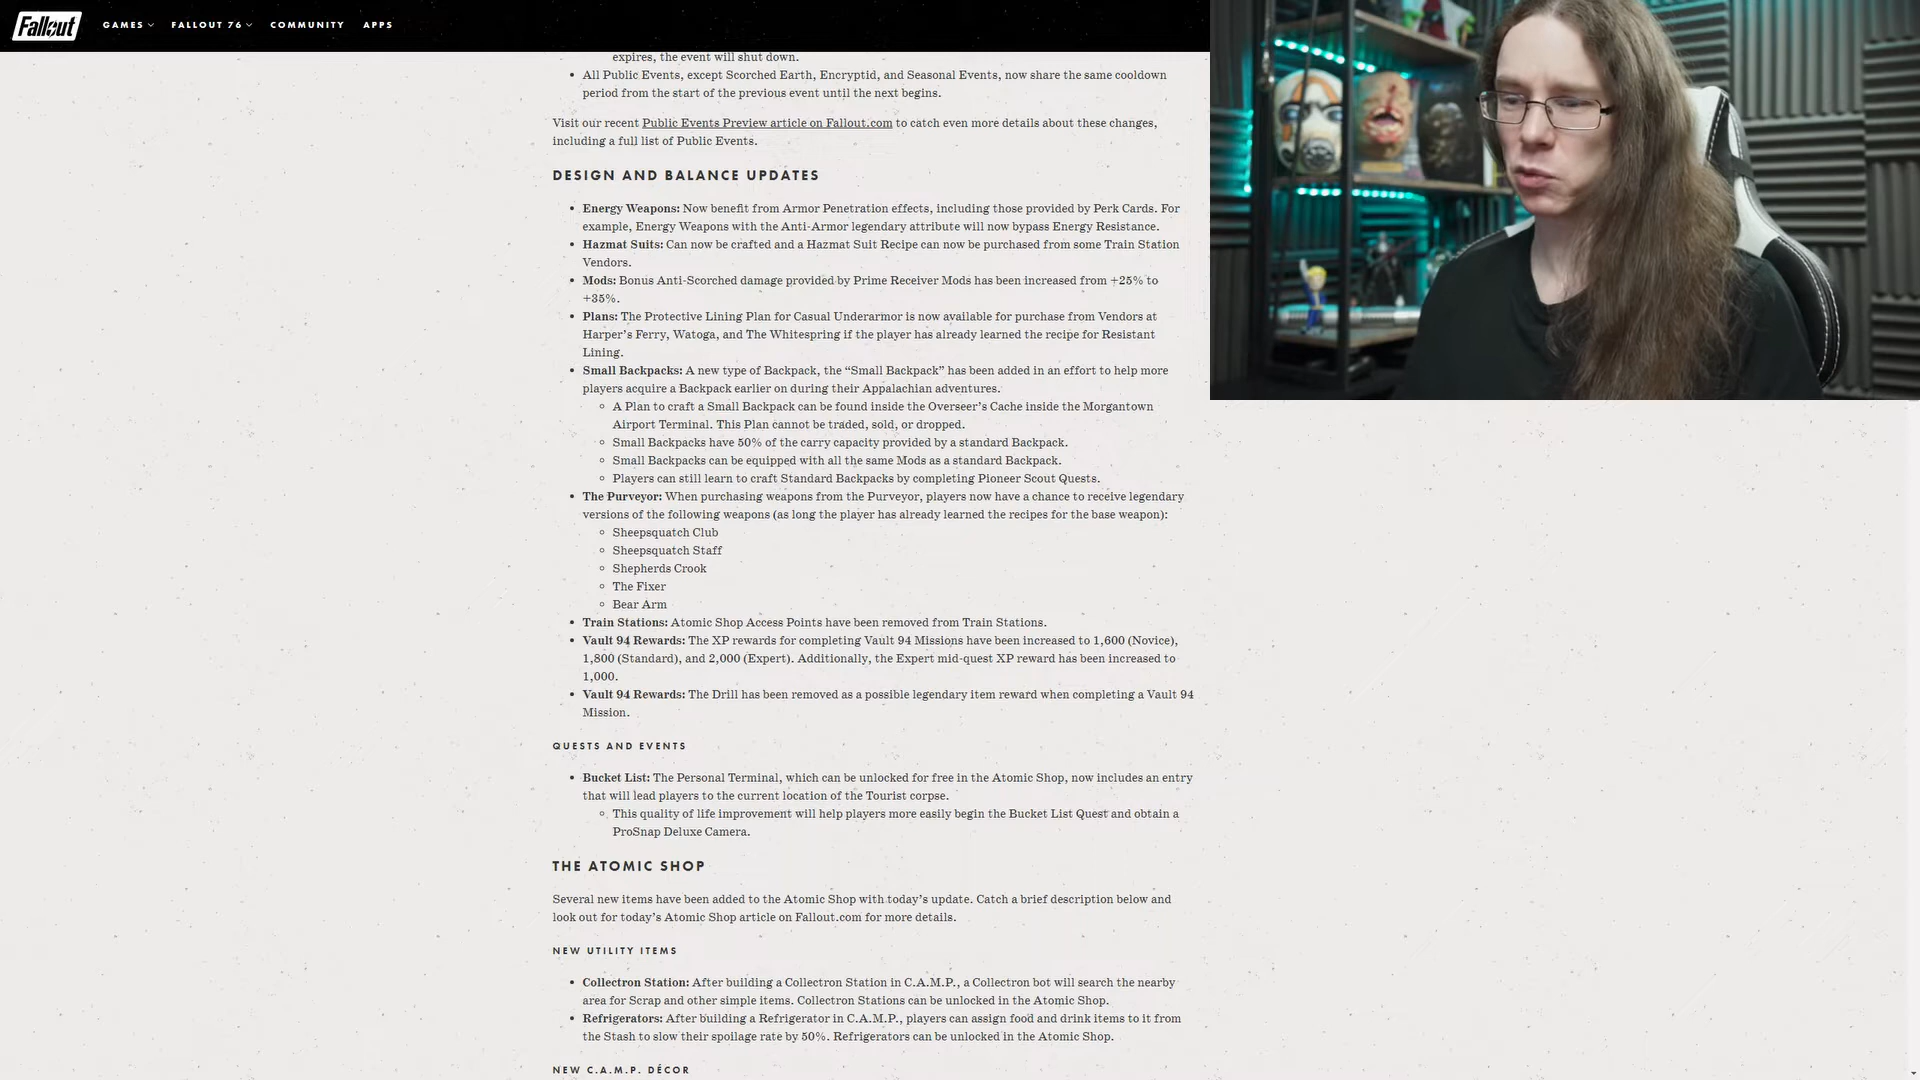 Fallout GAMES FALLOUT 76 COMMUNITY APPS
expires, the event will shut down.
• All Public Events, except Scorched Earth, Encryptid, and Seasonal Events, now share the same cooldown
period from the start of the previous event until the next begins.
Visit our recent Public Events Preview article on Fallout.com to catch even more details about these changes,
including a full list of Public Events.
DESIGN AND BALANCE UPDATES
• Energy Weapons: Now benefit from Armor Penetration effects, including those provided by Perk Cards. For
example, Energy Weapons with the Anti-Armor legendary attribute will now bypass Energy Resistance.
• Hazmat Suits: Can now be crafted and a Hazmat Suit Recipe can now be purchased from some Train Station
Vendors.
• Mods: Bonus Anti-Scorched damage provided by Prime Receiver Mods has been increased from +25% to
+35%.
• Plans: The Protective Lining Plan for Casual Underarmor is now available for purchase from Vendors at
Harper's Ferry, Watoga, and The Whitespring if the player has already learned the recipe for Resistant
Lining.
• Small Backpacks: A new type of Backpack, the “Small Backpack” has been added in an effort to help more
players acquire a Backpack earlier on during their Appalachian adventures.
◦ A Plan to craft a Small Backpack can be found inside the Overseer's Cache inside the Morgantown
Airport Terminal. This Plan cannot be traded, sold, or dropped.
◦ Small Backpacks have 50% of the carry capacity provided by a standard Backpack.
◦ Small Backpacks can be equipped with all the same Mods as a standard Backpack.
◦ Players can still learn to craft Standard Backpacks by completing Pioneer Scout Quests.
• The Purveyor: When purchasing weapons from the Purveyor, players now have a chance to receive legendary
versions of the following weapons (as long the player has already learned the recipes for the base weapon):
◦ Sheepsquatch Club
◦ Sheepsquatch Staff
◦ Shepherds Crook
◦ The Fixer
◦ Bear Arm
• Train Stations: Atomic Shop Access Points have been removed from Train Stations.
• Vault 94 Rewards: The XP rewards for completing Vault 94 Missions have been increased to 1,600 (Novice),
1,800 (Standard), and 2,000 (Expert). Additionally, the Expert mid-quest XP reward has been increased to
1,000.
• Vault 94 Rewards: The Drill has been removed as a possible legendary item reward when completing a Vault 94
Mission.
QUESTS AND EVENTS
• Bucket List: The Personal Terminal, which can be unlocked for free in the Atomic Shop, now includes an entry
that will lead players to the current location of the Tourist corpse.
◦ This quality of life improvement will help players more easily begin the Bucket List Quest and obtain a
ProSnap Deluxe Camera.
THE ATOMIC SHOP
Several new items have been added to the Atomic Shop with today's update. Catch a brief description below and
look out for today's Atomic Shop article on Fallout.com for more details.
NEW UTILITY ITEMS
• Collectron Station: After building a Collectron Station in C.A.M.P., a Collectron bot will search the nearby
area for Scrap and other simple items. Collectron Stations can be unlocked in the Atomic Shop.
• Refrigerators: After building a Refrigerator in C.A.M.P., players can assign food and drink items to it from
the Stash to slow their spoilage rate by 50%. Refrigerators can be unlocked in the Atomic Shop.
NEW C.A.M.P. DÉCOR